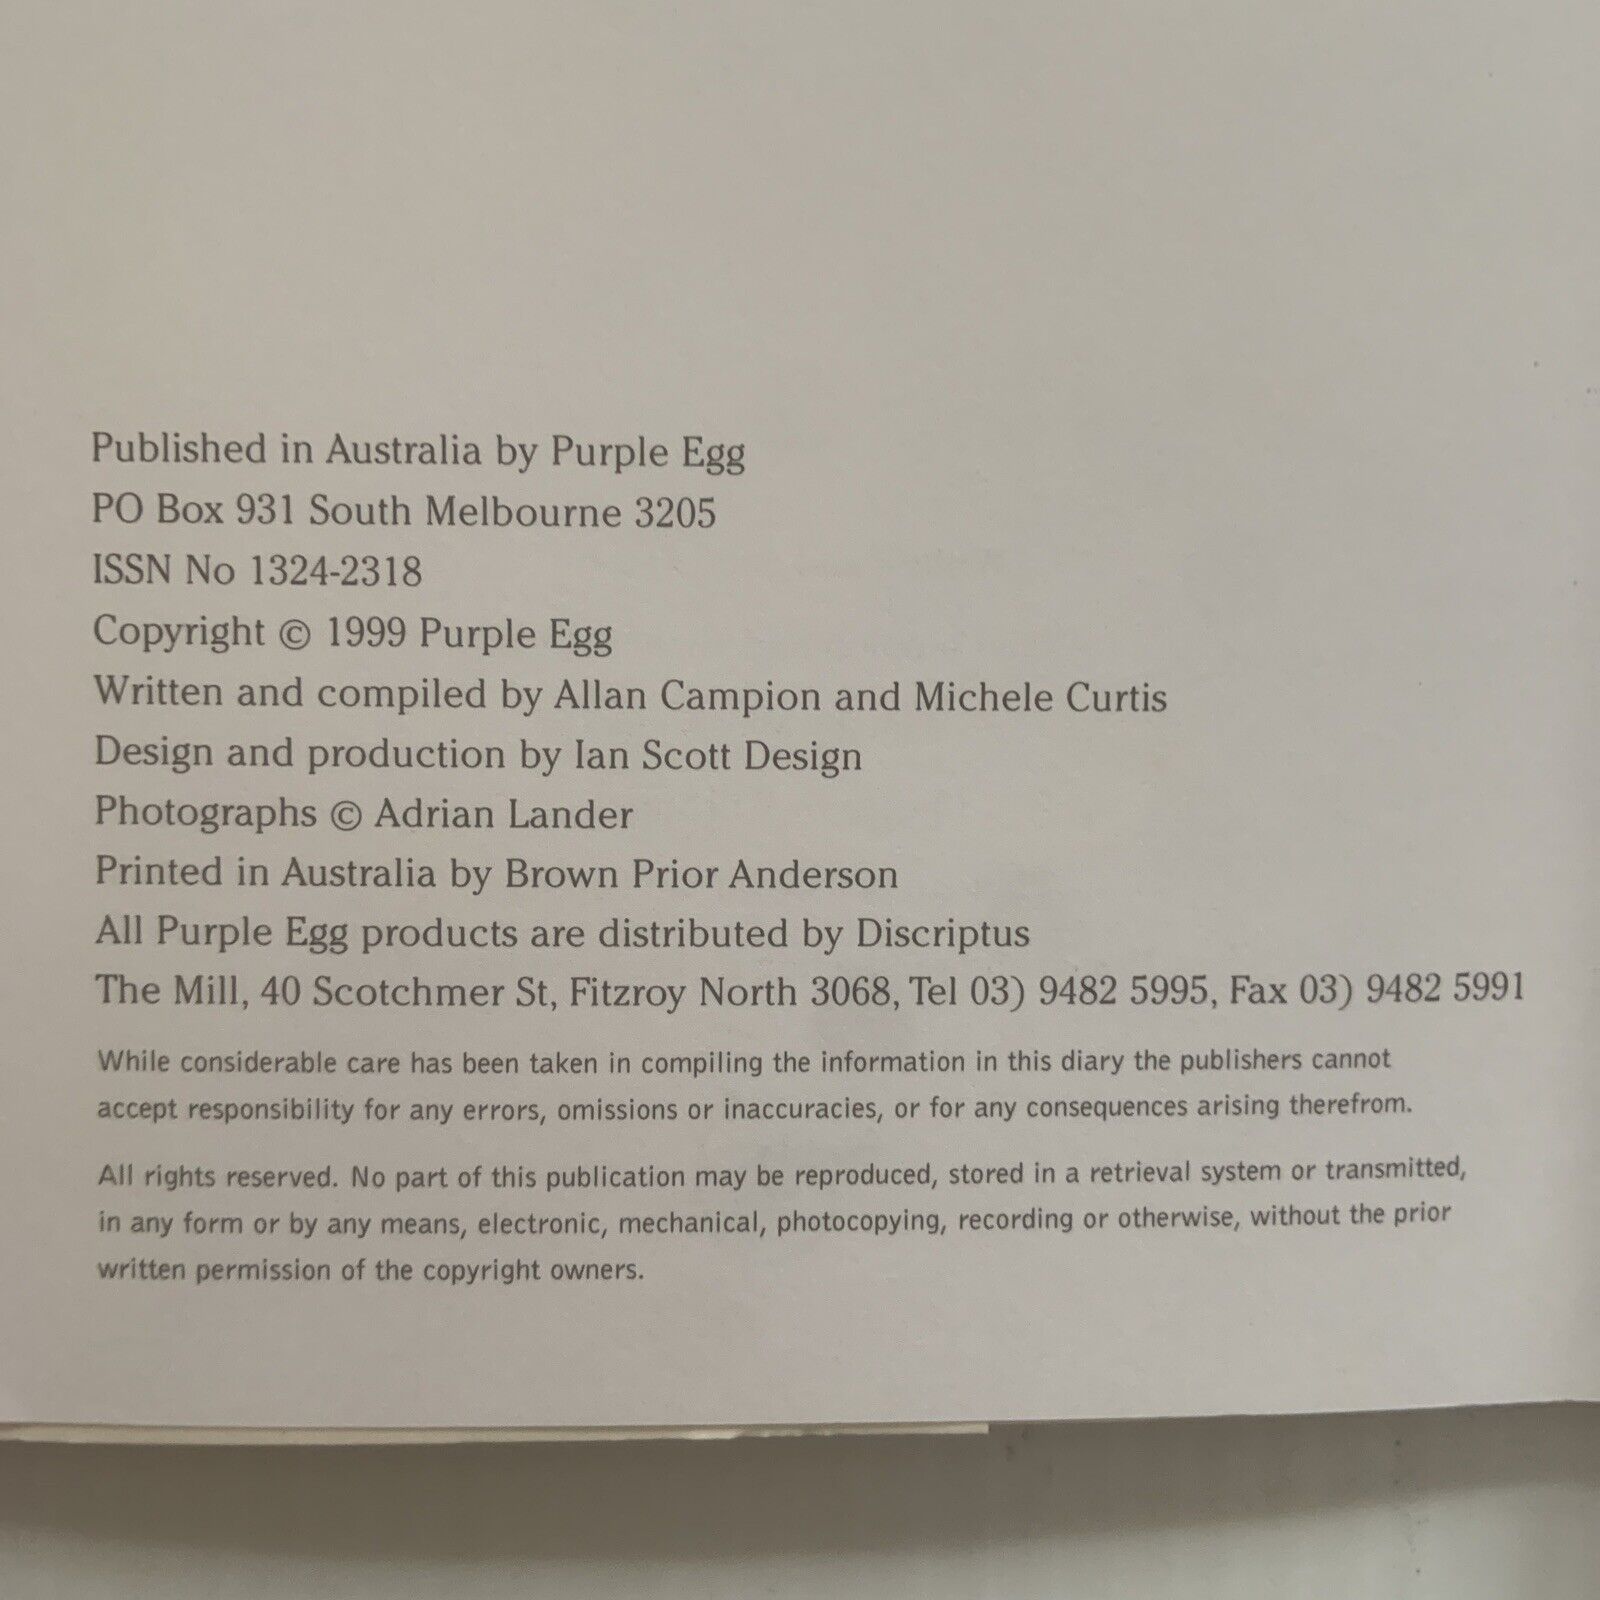 Published in Australia by Purple Egg
PO Box 931 South Melbourne 3205
ISSN No 1324-2318
Copyright © 1999 Purple Egg
Written and compiled by Allan Campion and Michele Curtis
Design and production by Ian Scott Design
Photographs © Adrian Lander
Printed in Australia by Brown Prior Anderson
All Purple Egg products are distributed by Discriptus
The Mill, 40 Scotchmer St, Fitzroy North 3068, Tel 03) 9482 5995, Fax 03) 9482 5991
While considerable care has been taken in compiling the information in this diary the publishers cannot
accept responsibility for any errors, omissions or inaccuracies, or for any consequences arising therefrom.
All rights reserved. No part of this publication may be reproduced, stored in a retrieval system or transmitted,
in any form or by any means, electronic, mechanical, photocopying, recording or otherwise, without the prior
written permission of the copyright owners.